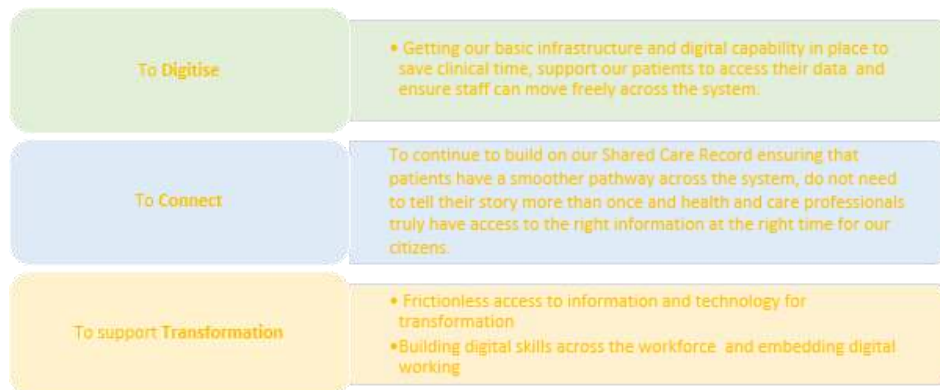 To Digitise
• Getting our basic infrastructure and digital capability in place to
save clinical time, support our patients to access their data and
ensure staff can move freely across the system.
To Connect
To continue to build on our Shared Care Record ensuring that
patients have a smoother pathway across the system, do not need
to tell their story more than once and health and care professionals
truly have access to the right information at the right time for our
citizens.
To support Transformation
• Frictionless access to information and technology for
transformation
•Building digital skills across the workforce and embedding digital
working